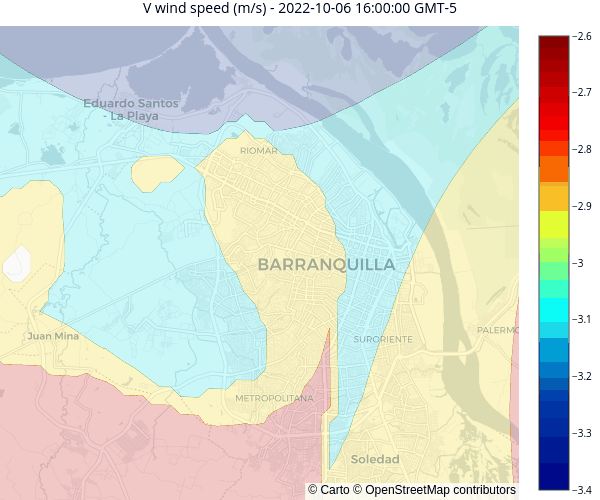 V wind speed (m/s) - 2022-10-06 16:00:00 GMT-5
−2.6
Eduardo Santos
- La Playa
−2.7
RIOMAR
−2.8
−2.9
BARRANQUILLA
−3
−3.1
Juan Mina
SURORIENTE
PALERMO
−3.2
METROPOLITANA
−3.3
Soledad
−3.4
© Carto © OpenStreetMap contributors